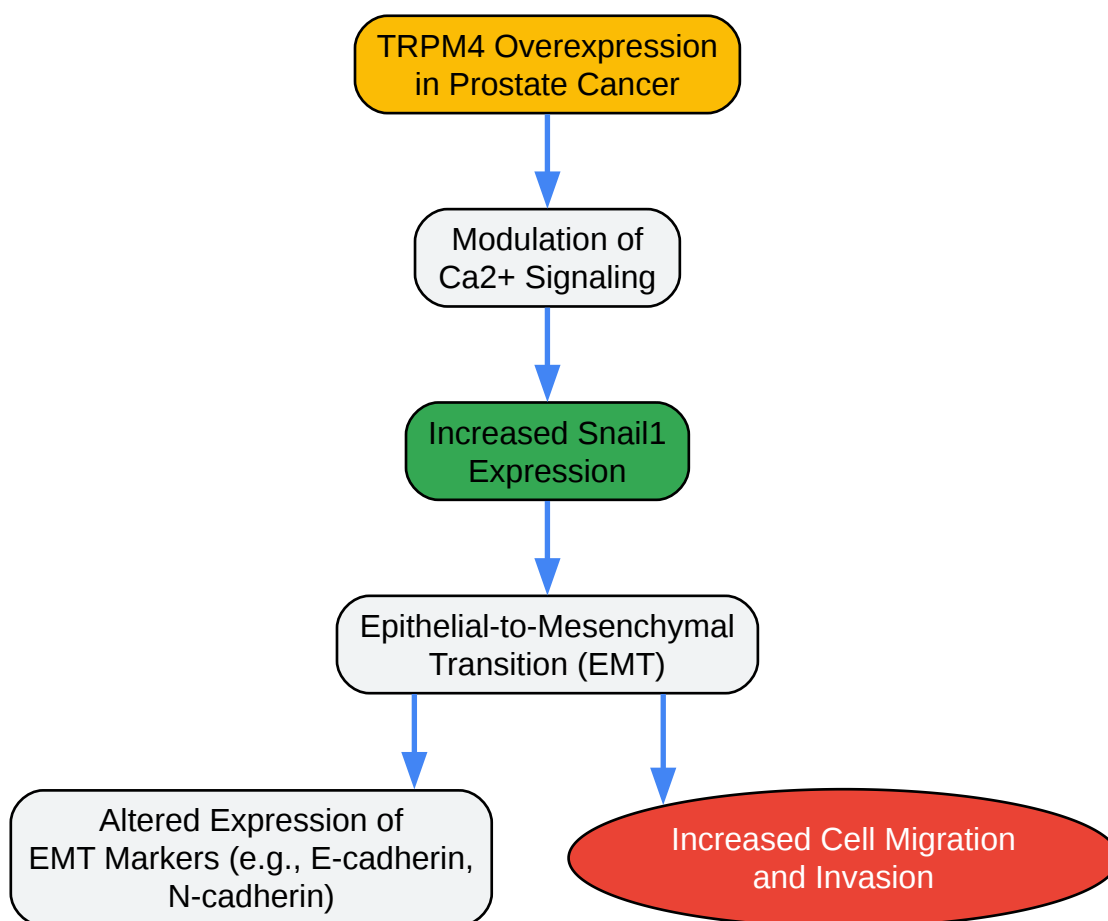 TRPM4 Overexpression
in Prostate Cancer
Modulation of
Ca2+ Signaling
Increased Snail1
Expression
Epithelial-to-Mesenchymal
Transition (EMT)
Altered Expression of
EMT Markers (e.g., E-cadherin,
N-cadherin)
Increased Cell Migration
and Invasion